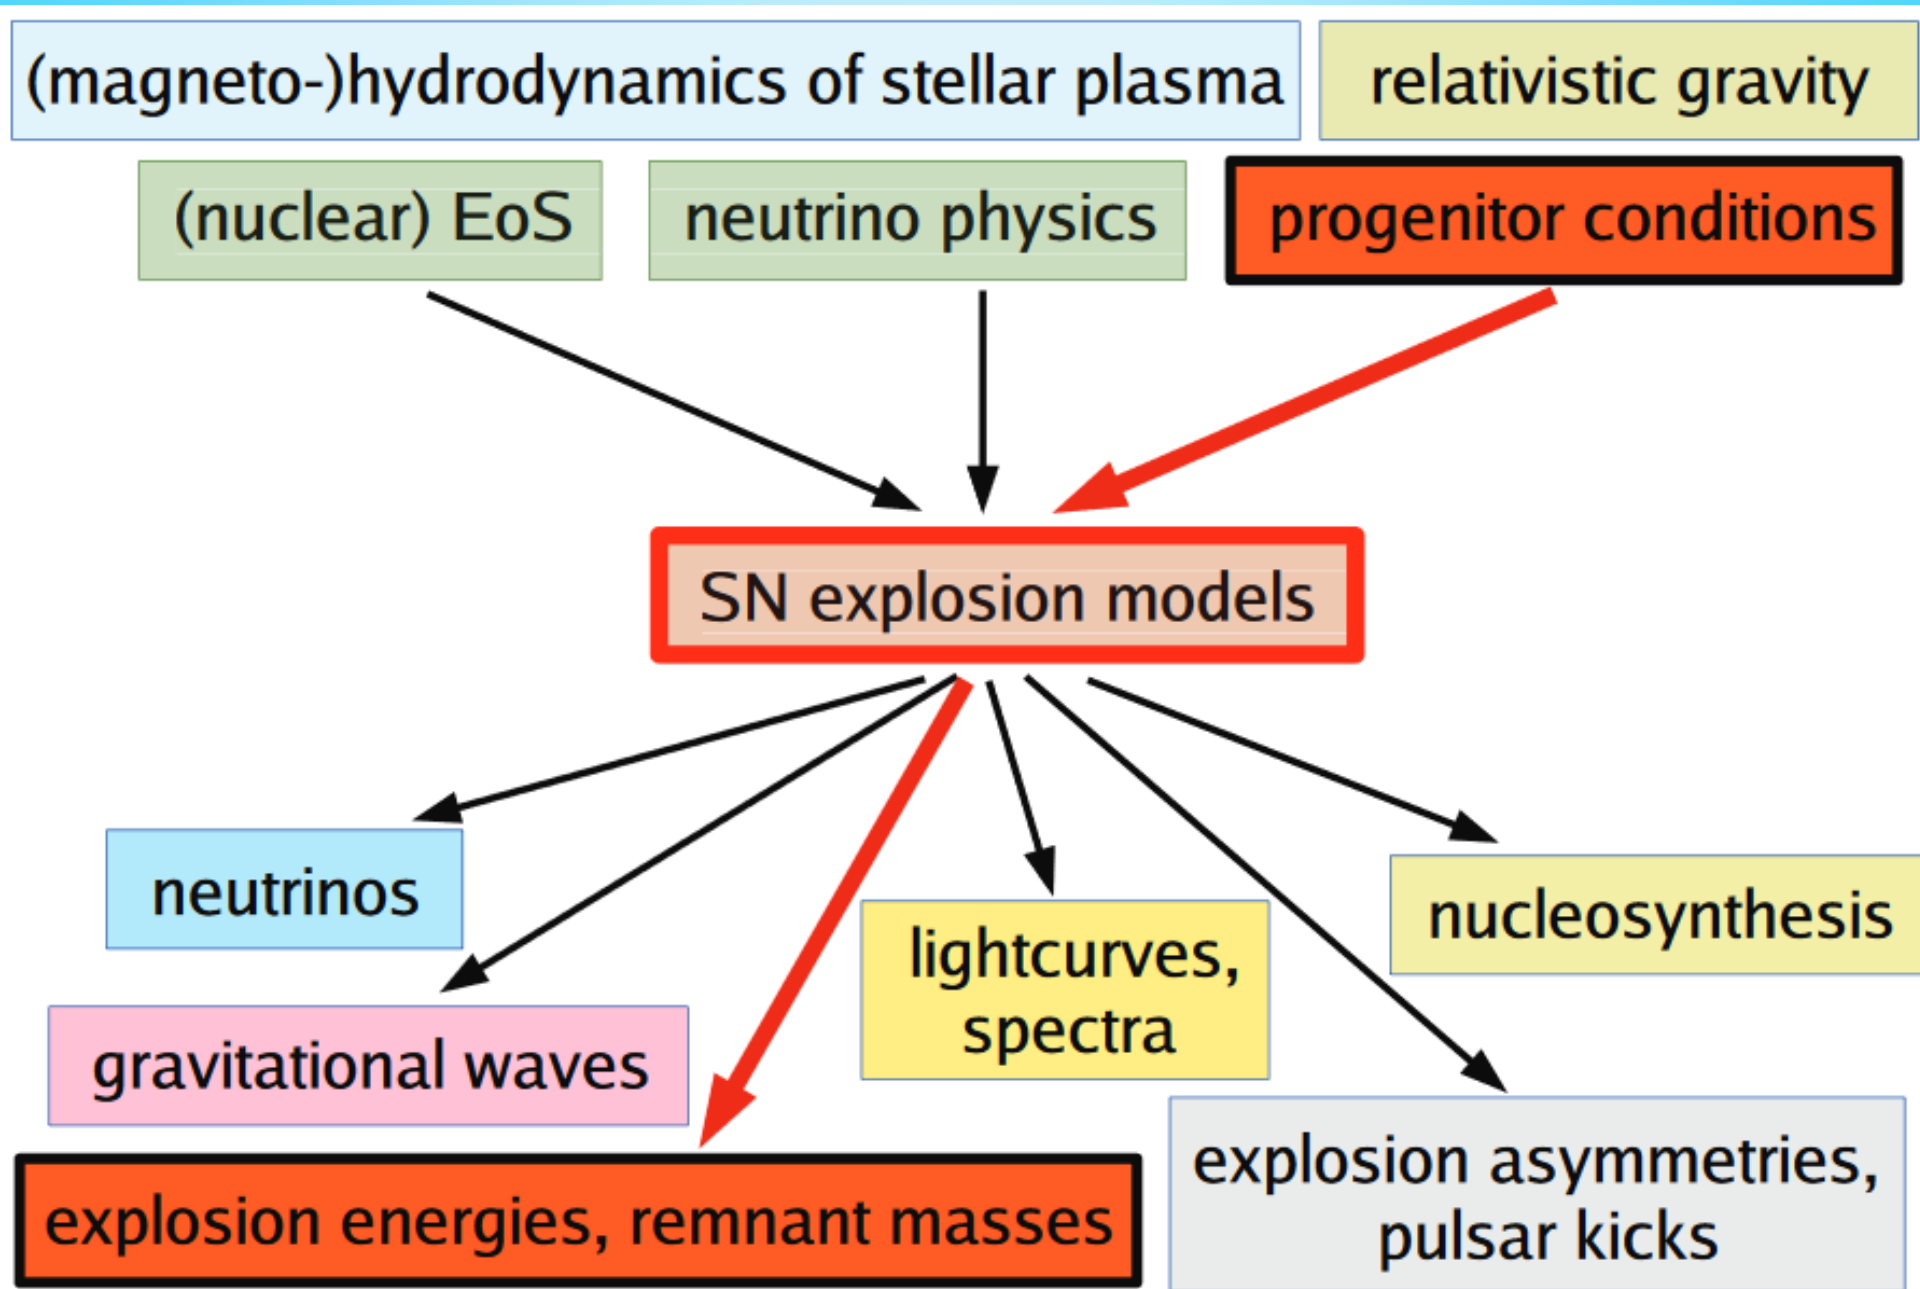 (magneto-)hydrodynamics of stellar plasma
relativistic gravity
(nuclear) EoS
neutrino physics
progenitor conditions
SN explosion models
neutrinos
gravitational waves
explosion energies, remnant masses
lightcurves,
spectra
nucleosynthesis
explosion asymmetries,
pulsar kicks